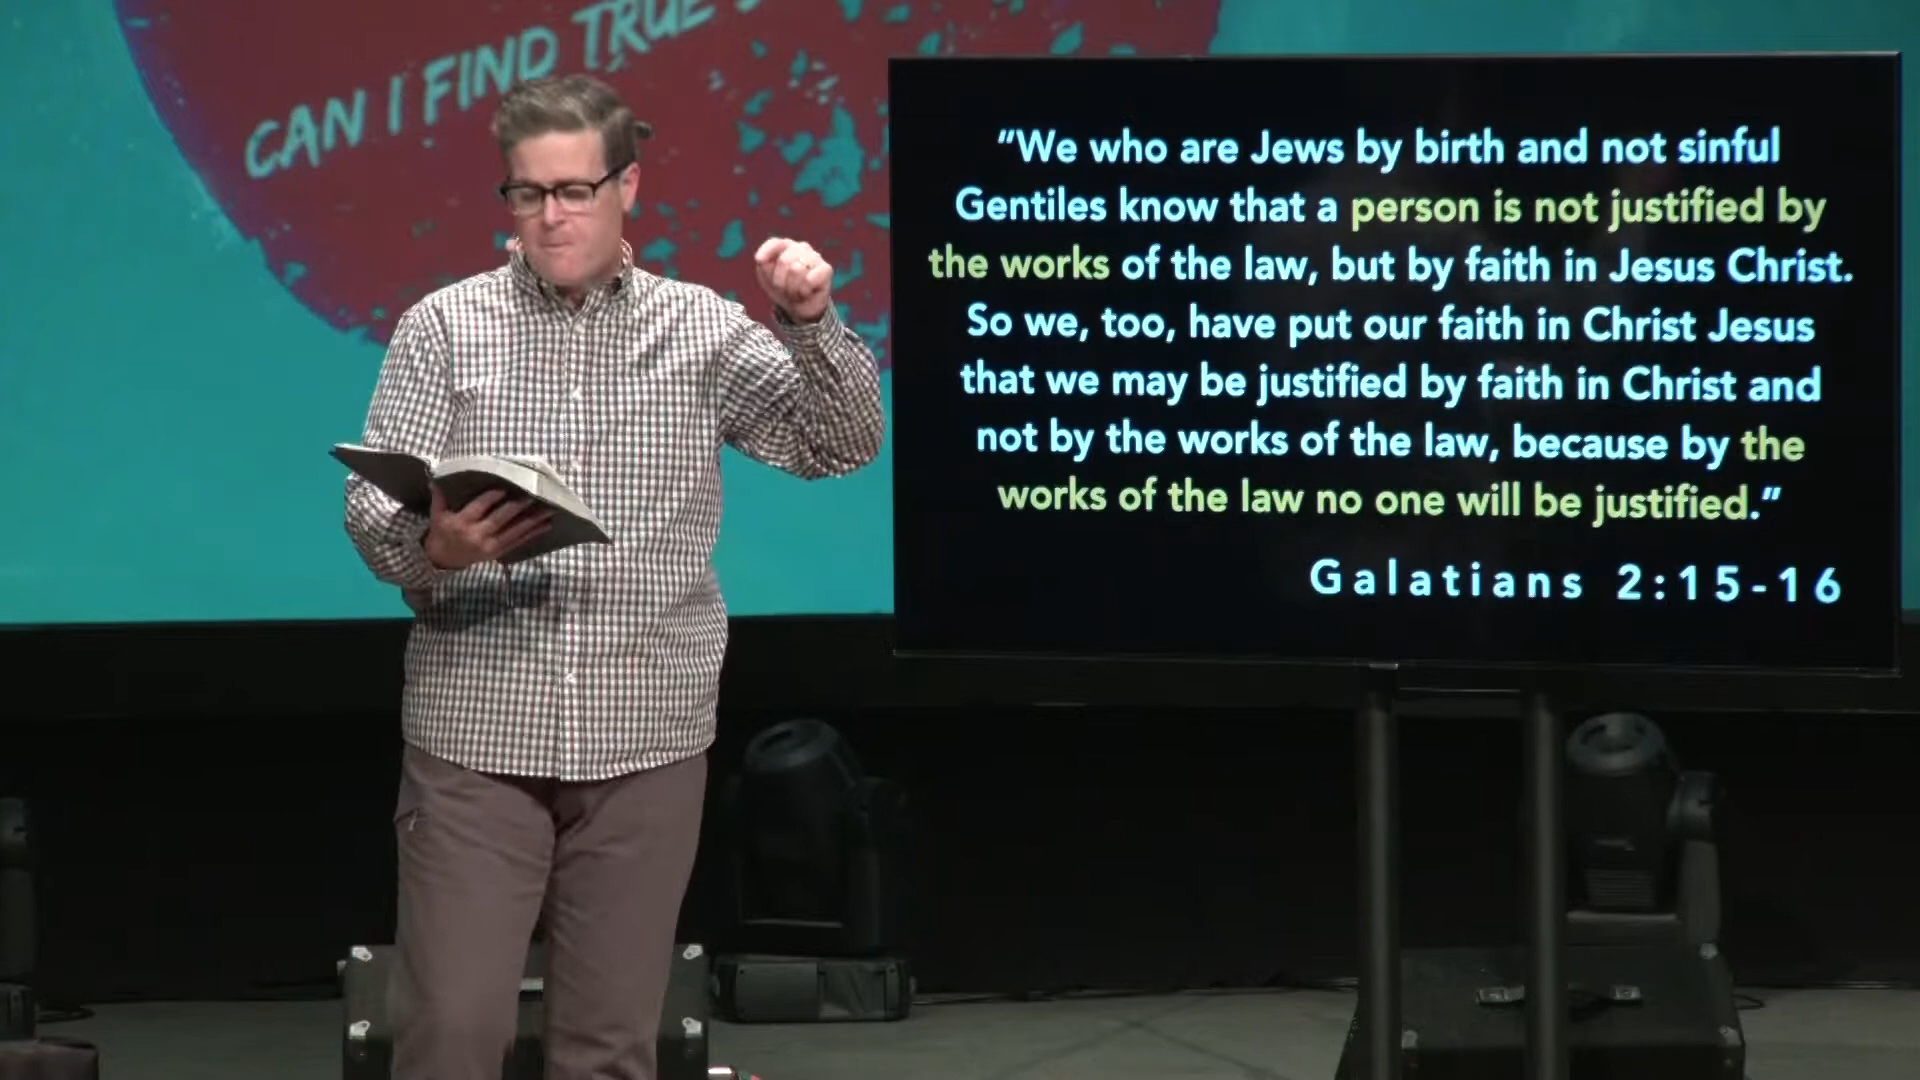 CAN I FIND TRUE
"We who are Jews by birth and not sinful
Gentiles know that a person is not justified by
the works of the law, but by faith in Jesus Christ.
So we, too, have put our faith in Christ Jesus
that we may be justified by faith in Christ and
not by the works of the law, because by the
works of the law no one will be justified."
Galatians 2:15-16